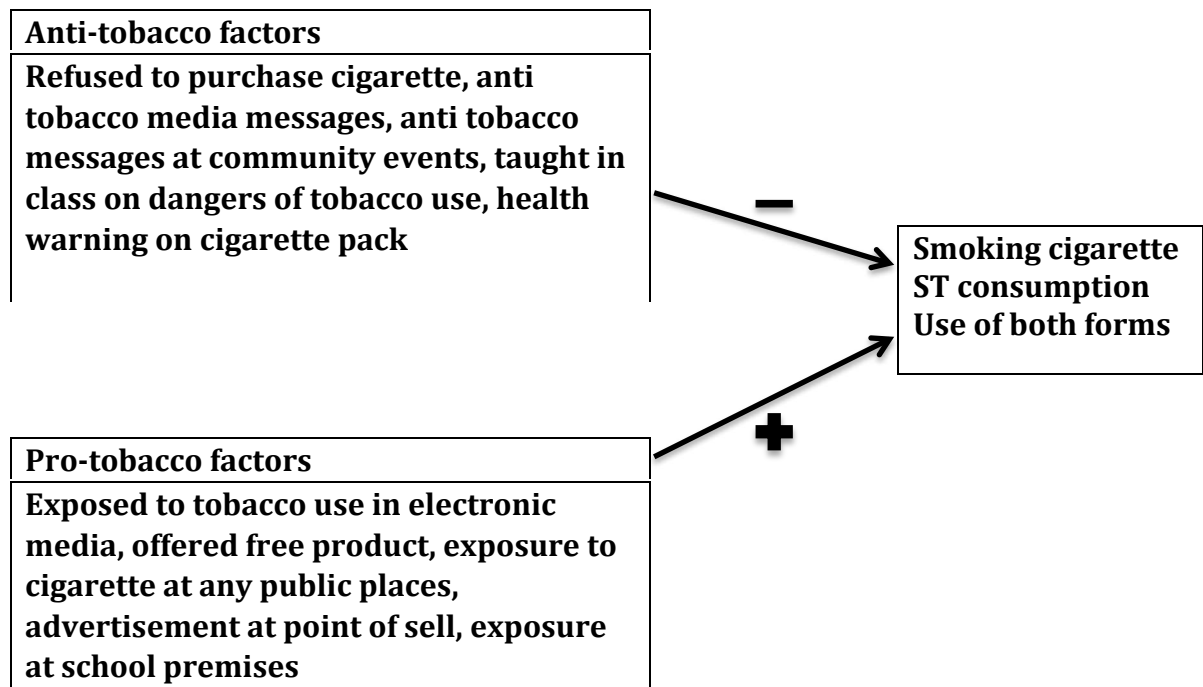 Anti-tobacco factors
Refused to purchase cigarette, anti
tobacco media messages, anti tobacco
messages at community events, taught in
class on dangers of tobacco use, health
warning on cigarette pack
−
Smoking cigarette
ST consumption
Use of both forms
+
Pro-tobacco factors
Exposed to tobacco use in electronic
media, offered free product, exposure to
cigarette at any public places,
advertisement at point of sell, exposure
at school premises